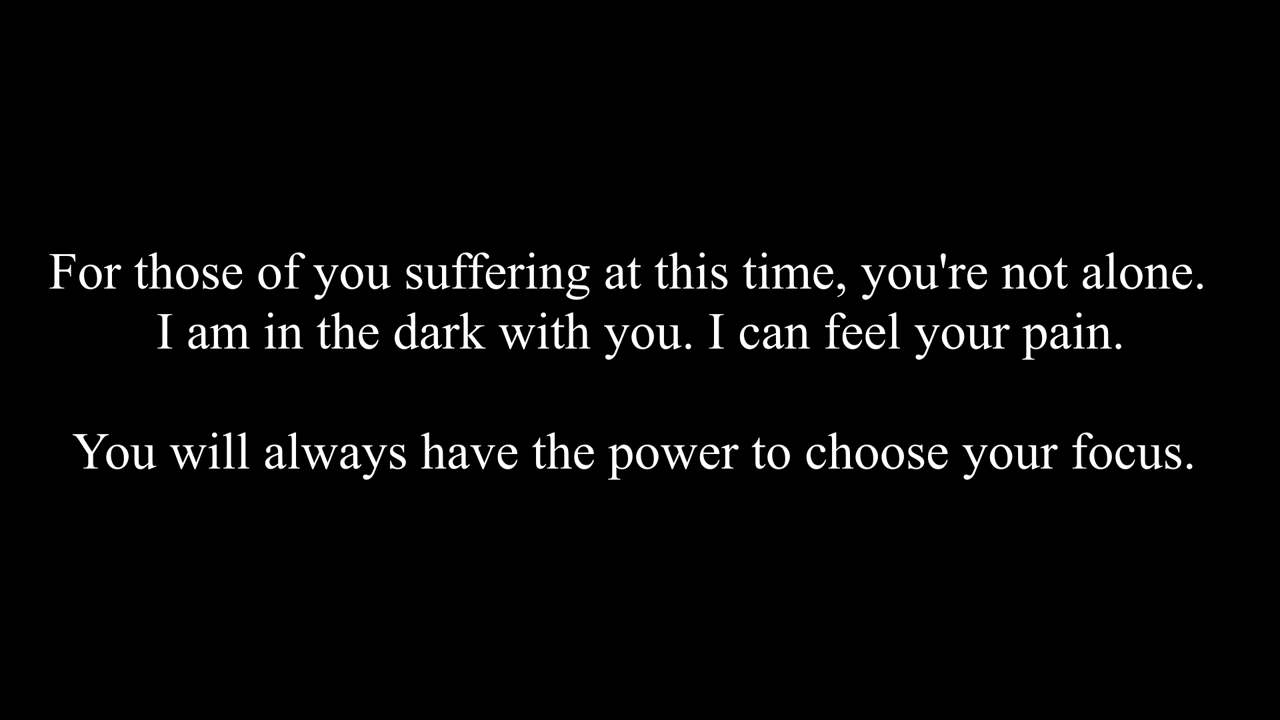 For those of you suffering at this time, you're not alone.
I am in the dark with you. I can feel your pain.
You will always have the power to choose your focus.